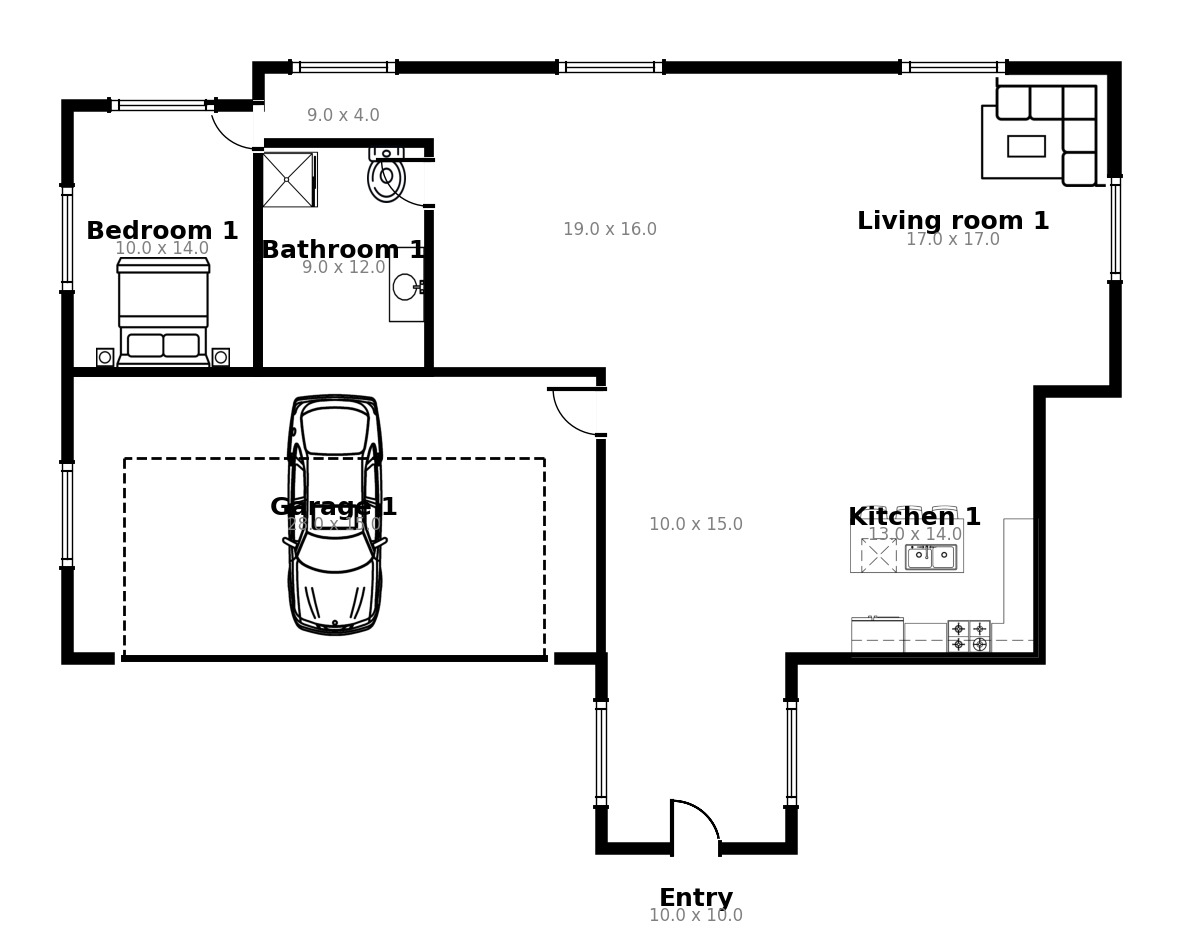 9.0 x 4.0
Bedroom 1
10.0 x 14.0
Bathroom 1
9.0 x 12.0
19.0 x 16.0
Living room 1
17.0 x 17.0
Garage 1
28.0 x 15.0
10.0 x 15.0
Kitchen 1
13.0 x 14.0
Entry
10.0 x 10.0